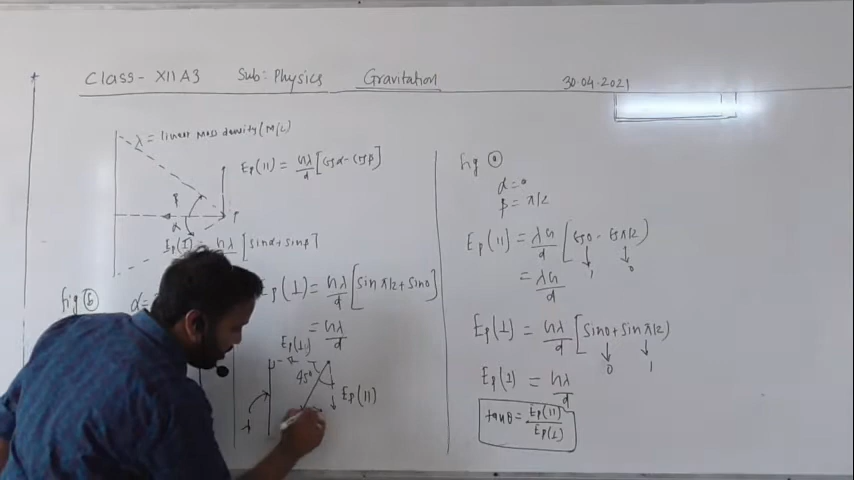 Class- XII A3 Sub: Physics Gravitation 30-04-2021
λ = linear mass density (M/L)
Ep(||) = Gλ/d [cosα - cosβ]
β
α
P
Ep(⊥) = Gλ/d [sinα + sinβ]
fig (b)
Ep(⊥) = Gλ/d [sin π/2 + sin0]
= Gλ/d
Ep(⊥)
45°
Ep(||)
fig (a)
α = 0
β = π/2
Ep(||) = λG/d [cos0 - cosπ/2)
1 0
= λG/d
Ep(⊥) = Gλ/d [sin0 + sin π/2)
0 1
Ep(⊥) = Gλ/d
tanθ = Ep(||)/Ep(⊥)